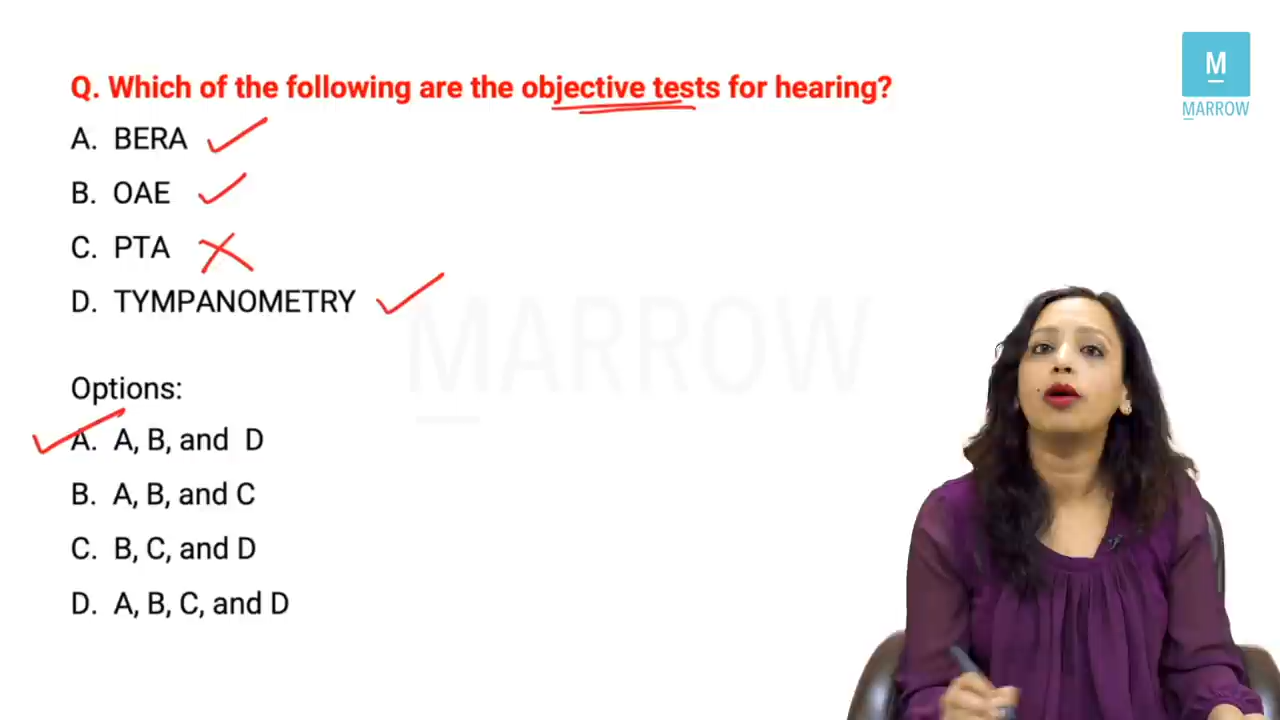 M
MARROW
Q. Which of the following are the objective tests for hearing?
A. BERA
B. OAE
C. PTA
D. TYMPANOMETRY
MARROW
Options:
A. A, B, and D
B. A, B, and C
C. B, C, and D
D. A, B, C, and D